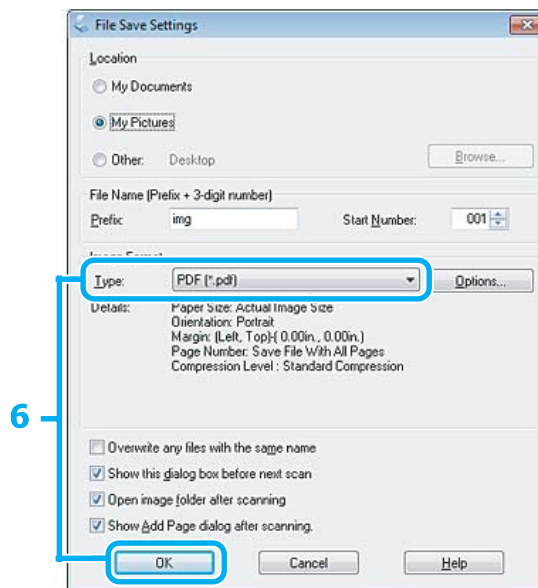 File Save Settings
Location
My Documents
My Pictures
Other: Desktop Browse...
File Name (Prefix + 3-digit number)
Prefix: img Start Number: 001
Image Format
Type: PDF (*.pdf) Options...
Details: Paper Size: Actual Image Size
Orientation: Portrait
Margin: (Left, Top)-( 0.00in., 0.00in.)
Page Number: Save File With All Pages
Compression Level : Standard Compression
6
Overwrite any files with the same name
Show this dialog box before next scan
Open image folder after scanning
Show Add Page dialog after scanning.
OK Cancel Help